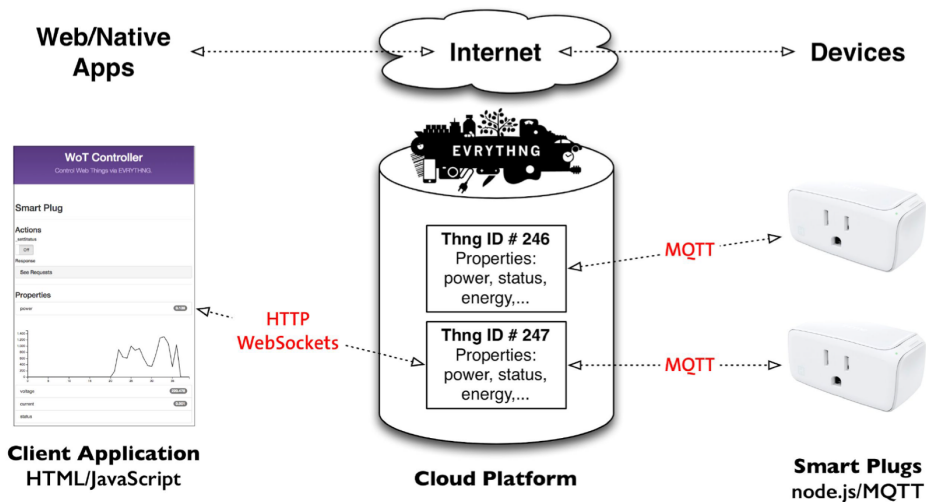 Web/Native
Apps
Internet
Devices
EVRYTHNG
WoT Controller
Control Web Things via EVRYTHNG.
Smart Plug
Actions
_setStatus
Off
Response
See Requests
Properties
power
voltage
current
status
Thng ID # 246
Properties:
power, status,
energy,...
MQTT
HTTP
WebSockets
Thng ID # 247
Properties:
power, status,
energy,...
MQTT
Client Application
HTML/JavaScript
Cloud Platform
Smart Plugs
node.js/MQTT